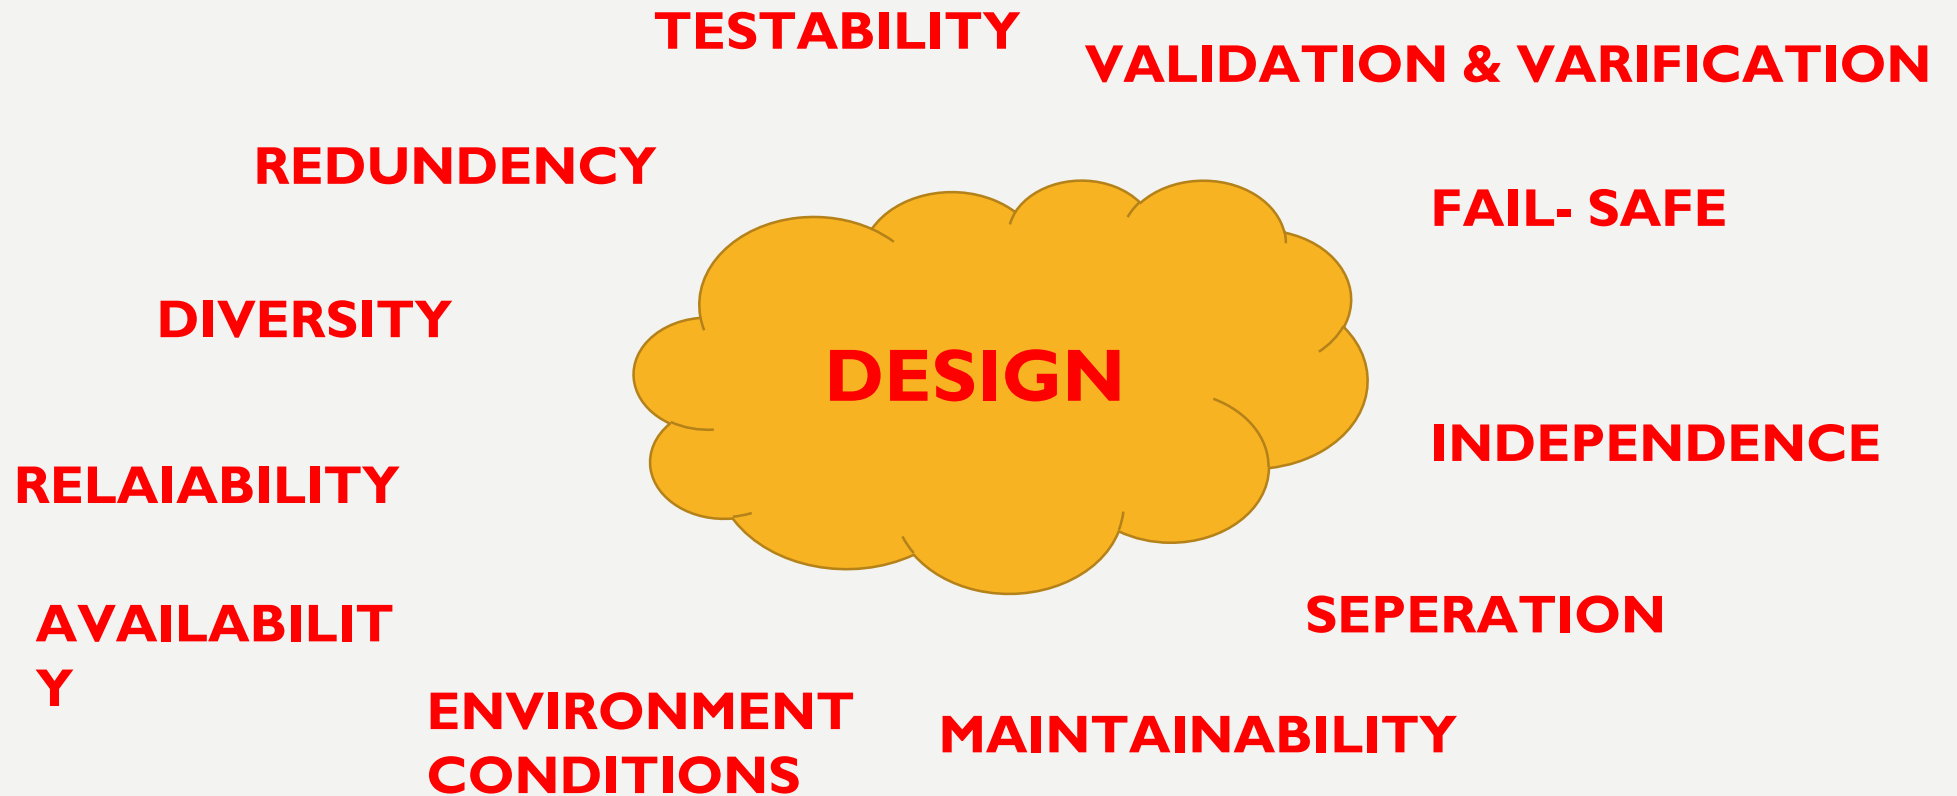 TESTABILITY
VALIDATION & VARIFICATION
REDUNDENCY
FAIL- SAFE
DIVERSITY
DESIGN
INDEPENDENCE
RELAIABILITY
AVAILABILIT
Y
SEPERATION
ENVIRONMENT
CONDITIONS
MAINTAINABILITY